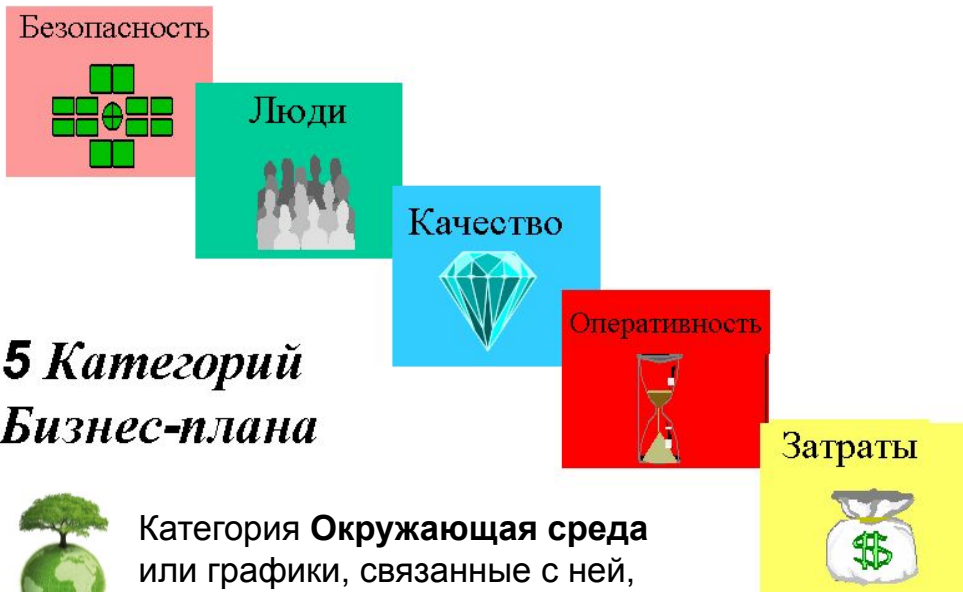 Безопасность
Люди
Качество
Оперативность
5 Категорий
Бизнес-плана
Затраты
$
Категория Окружающая среда
или графики, связанные с ней,